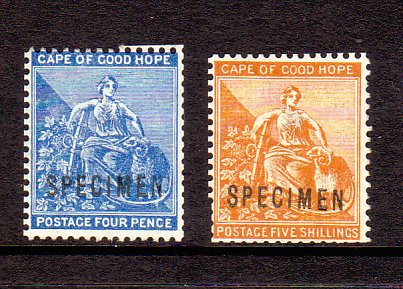 CAPE OF GOOD HOPE
SPECIMEN
POSTAGE FOUR PENCE
CAPE OF GOOD HOPE
SPECIMEN
POSTAGE FIVE SHILLINGS